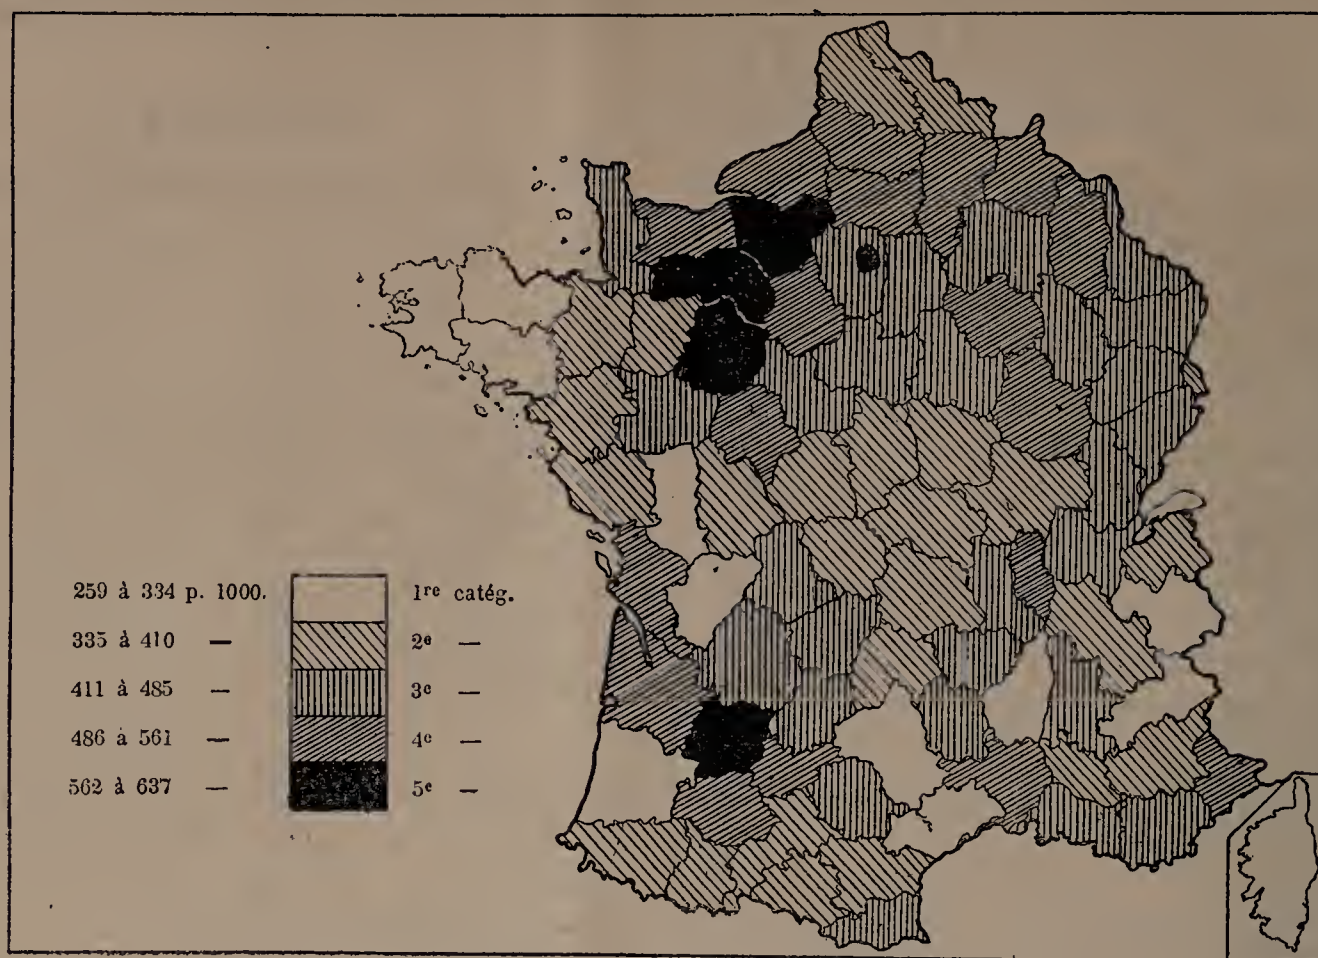 259 à 334 p. 1000. 1re catég.
335 à 410 — 2e —
411 à 485 — 3e —
486 à 561 — 4e —
562 à 637 — 5e —